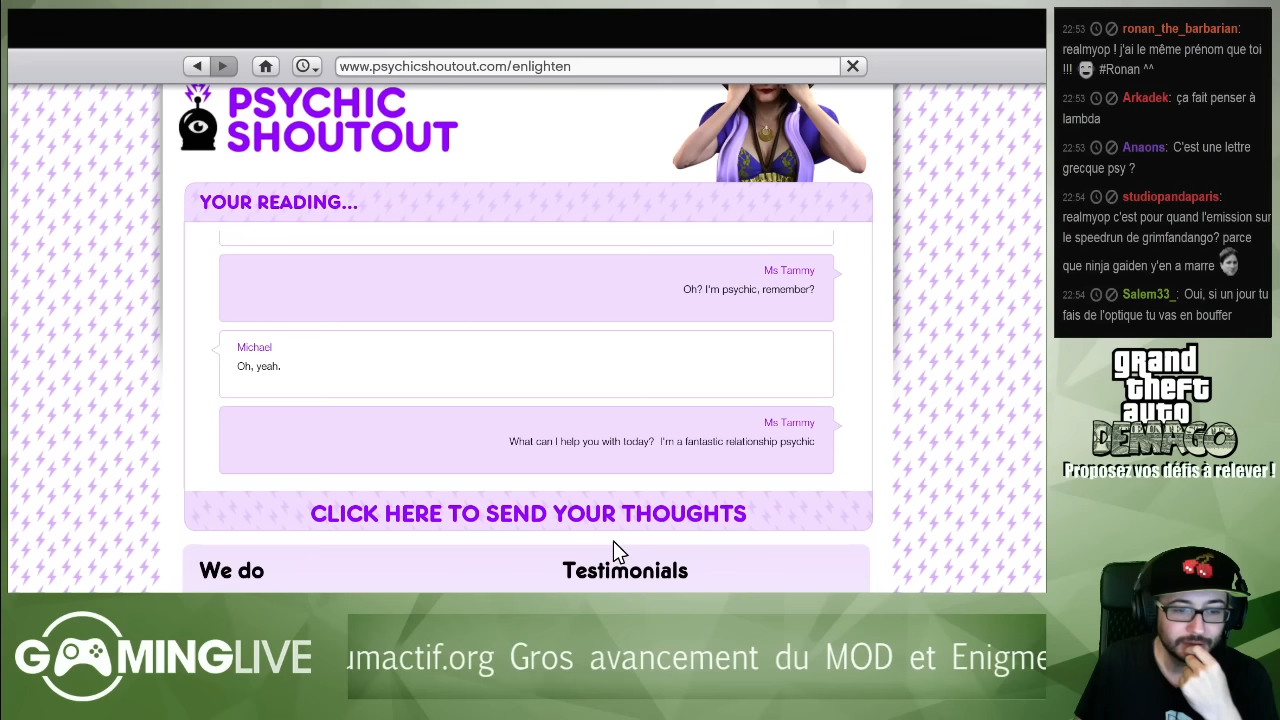 www.psychicshoutout.com/enlighten
PSYCHIC
SHOUTOUT
YOUR READING...
Ms Tammy
Oh? I'm psychic, remember?
Michael
Oh, yeah.
Ms Tammy
What can I help you with today? I'm a fantastic relationship psychic
CLICK HERE TO SEND YOUR THOUGHTS
We do
Testimonials
22:53 ronan_the_barbarian:
realmyop ! j'ai le même prénom que toi
!!! #Ronan ^^
22:53 Arkadek: ça fait penser à
lambda
22:53 Anaons: C'est une lettre
grecque psy ?
22:54 studiopandaparis:
realmyop c'est pour quand l'emission sur
le speedrun de grimfandango? parce
que ninja gaiden y'en a marre
22:54 Salem33_: Oui, si un jour tu
fais de l'optique tu vas en bouffer
grand
theft
auto
DEMAGO
Proposez vos défis à relever !
GAMINGLIVE
umactif.org Gros avancement du MOD et Enigme